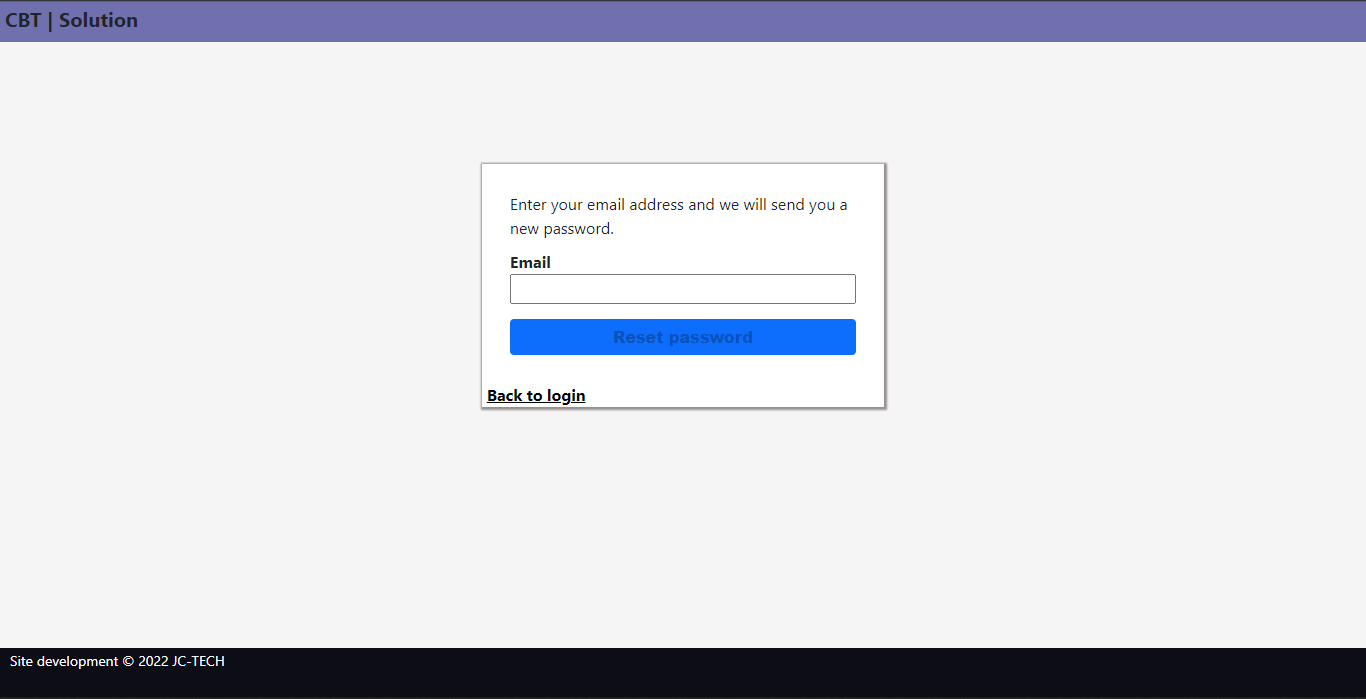 CBT | Solution
Enter your email address and we will send you a
new password.
Email
Reset password
Back to login
Site development © 2022 JC-TECH